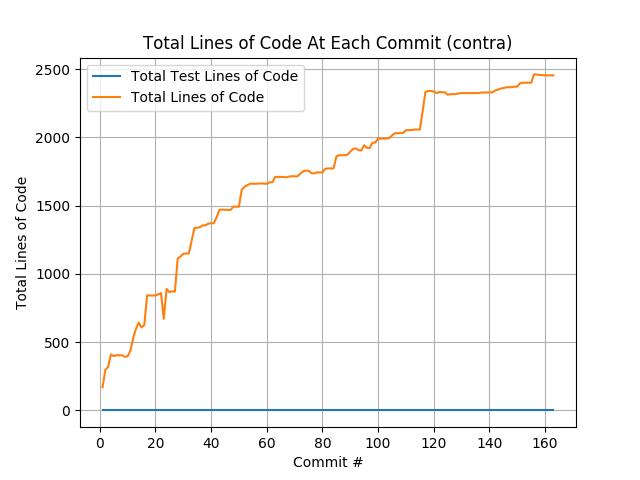 Total Lines of Code At Each Commit (contra)
Total Test Lines of Code
Total Lines of Code
Total Lines of Code
2500
2000
1500
1000
500
0
0 20 40 60 80 100 120 140 160
Commit #